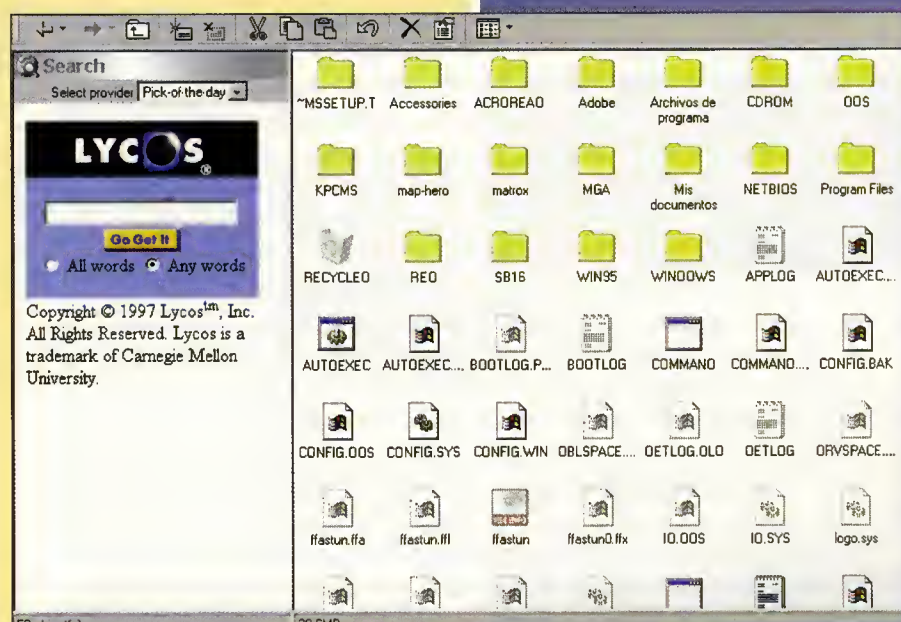 Search
Select provider Pick-of-the-day
LYCOS®
Go Get It
All words Any words
Copyright © 1997 Lycos™, Inc.
All Rights Reserved. Lycos is a
trademark of Carnegie Mellon
University.
~MSSETUP.T Accessories ACROREAD Adobe Archivos de programa CDROM DOS
KPCMS map-hero matrox MGA Mis documentos NETBIOS Program Files
RECYCLED RED SB16 WIN95 WINDOWS APPLOG AUTOEXEC....
AUTOEXEC AUTOEXEC.... BOOTLOG.P... BOOTLOG COMMAND COMMAND.... CONFIG.BAK
CONFIG.DOS CONFIG.SYS CONFIG.WIN DBLSPACE.... DETLOG.OLD DETLOG DRVSPACE....
ffastun.ffa ffastun.ffl ffastun ffastun0.ffx IO.DOS IO.SYS logo.sys